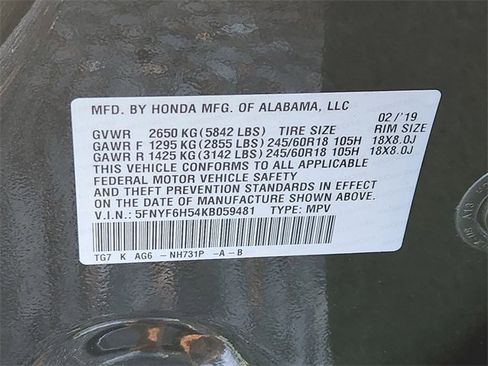 MFD. BY HONDA MFG. OF ALABAMA, LLC
02/'19
GVWR 2650 KG (5842 LBS) TIRE SIZE RIM SIZE
GAWR F 1295 KG (2855 LBS) 245/60R18 105H 18X8.0J
GAWR R 1425 KG (3142 LBS) 245/60R18 105H 18X8.0J
THIS VEHICLE CONFORMS TO ALL APPLICABLE
FEDERAL MOTOR VEHICLE SAFETY
AND THEFT PREVENTION STANDARDS IN EFFECT ON
THE DATE OF MANUFACTURE SHOWN ABOVE.
V.I.N.: 5FNYF6H54KB059481 TYPE: MPV
TG7 K AG6 -NH731P -A-B